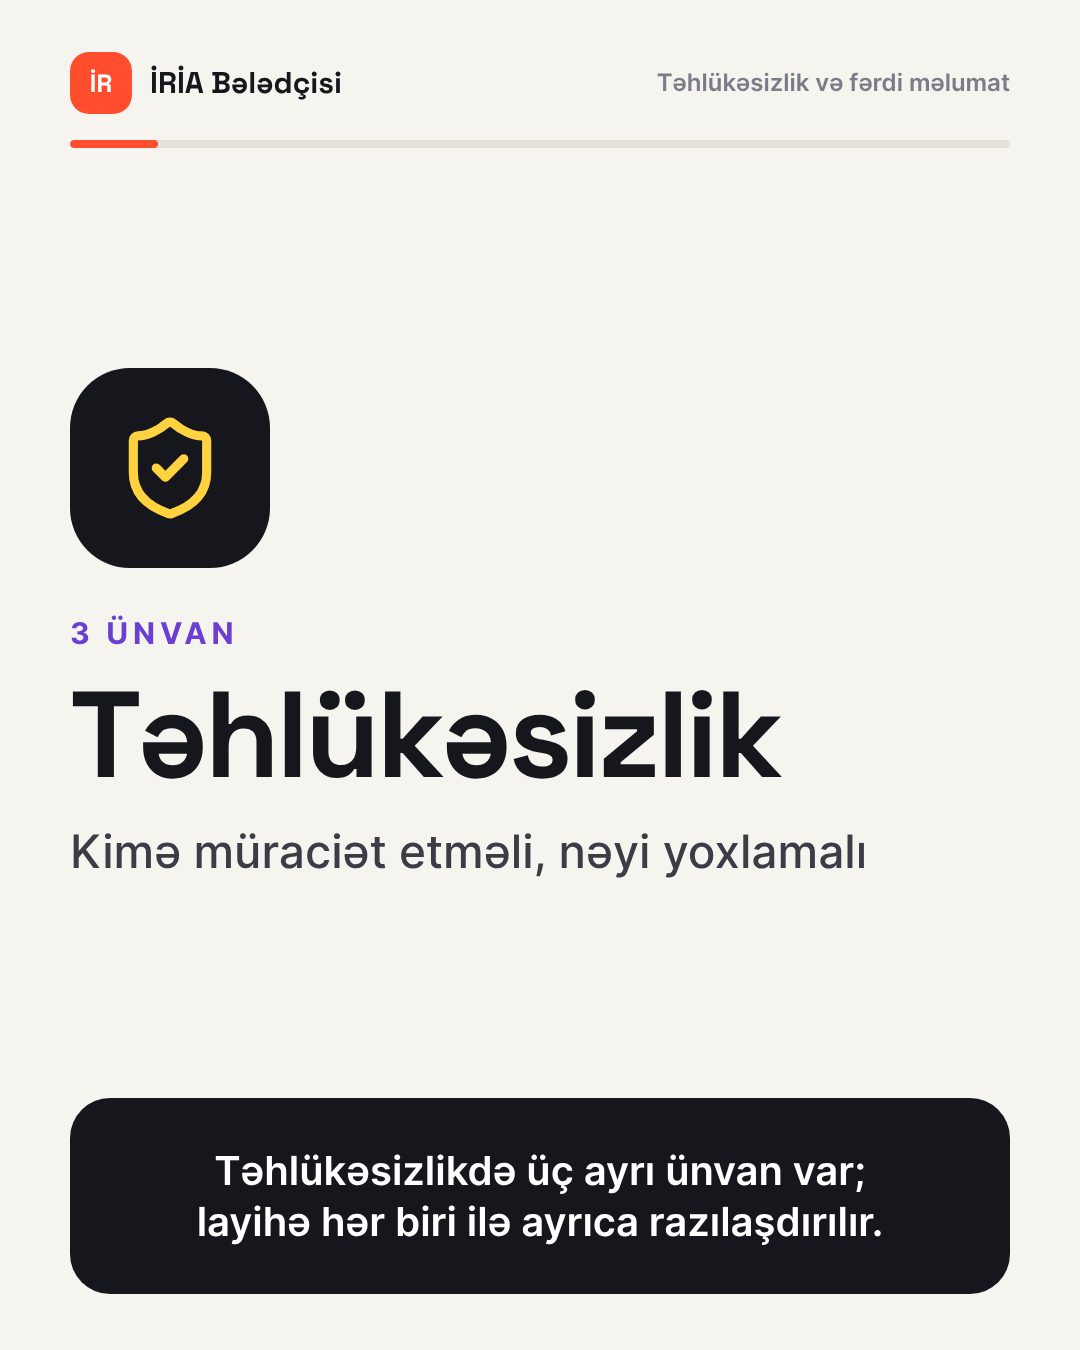 İR
İRİA Bələdçisi
Təhlükəsizlik və fərdi məlumat
3 ÜNVAN
Təhlükəsizlik
Kimə müraciət etməli, nəyi yoxlamalı
Təhlükəsizlikdə üç ayrı ünvan var;
layihə hər biri ilə ayrıca razılaşdırılır.